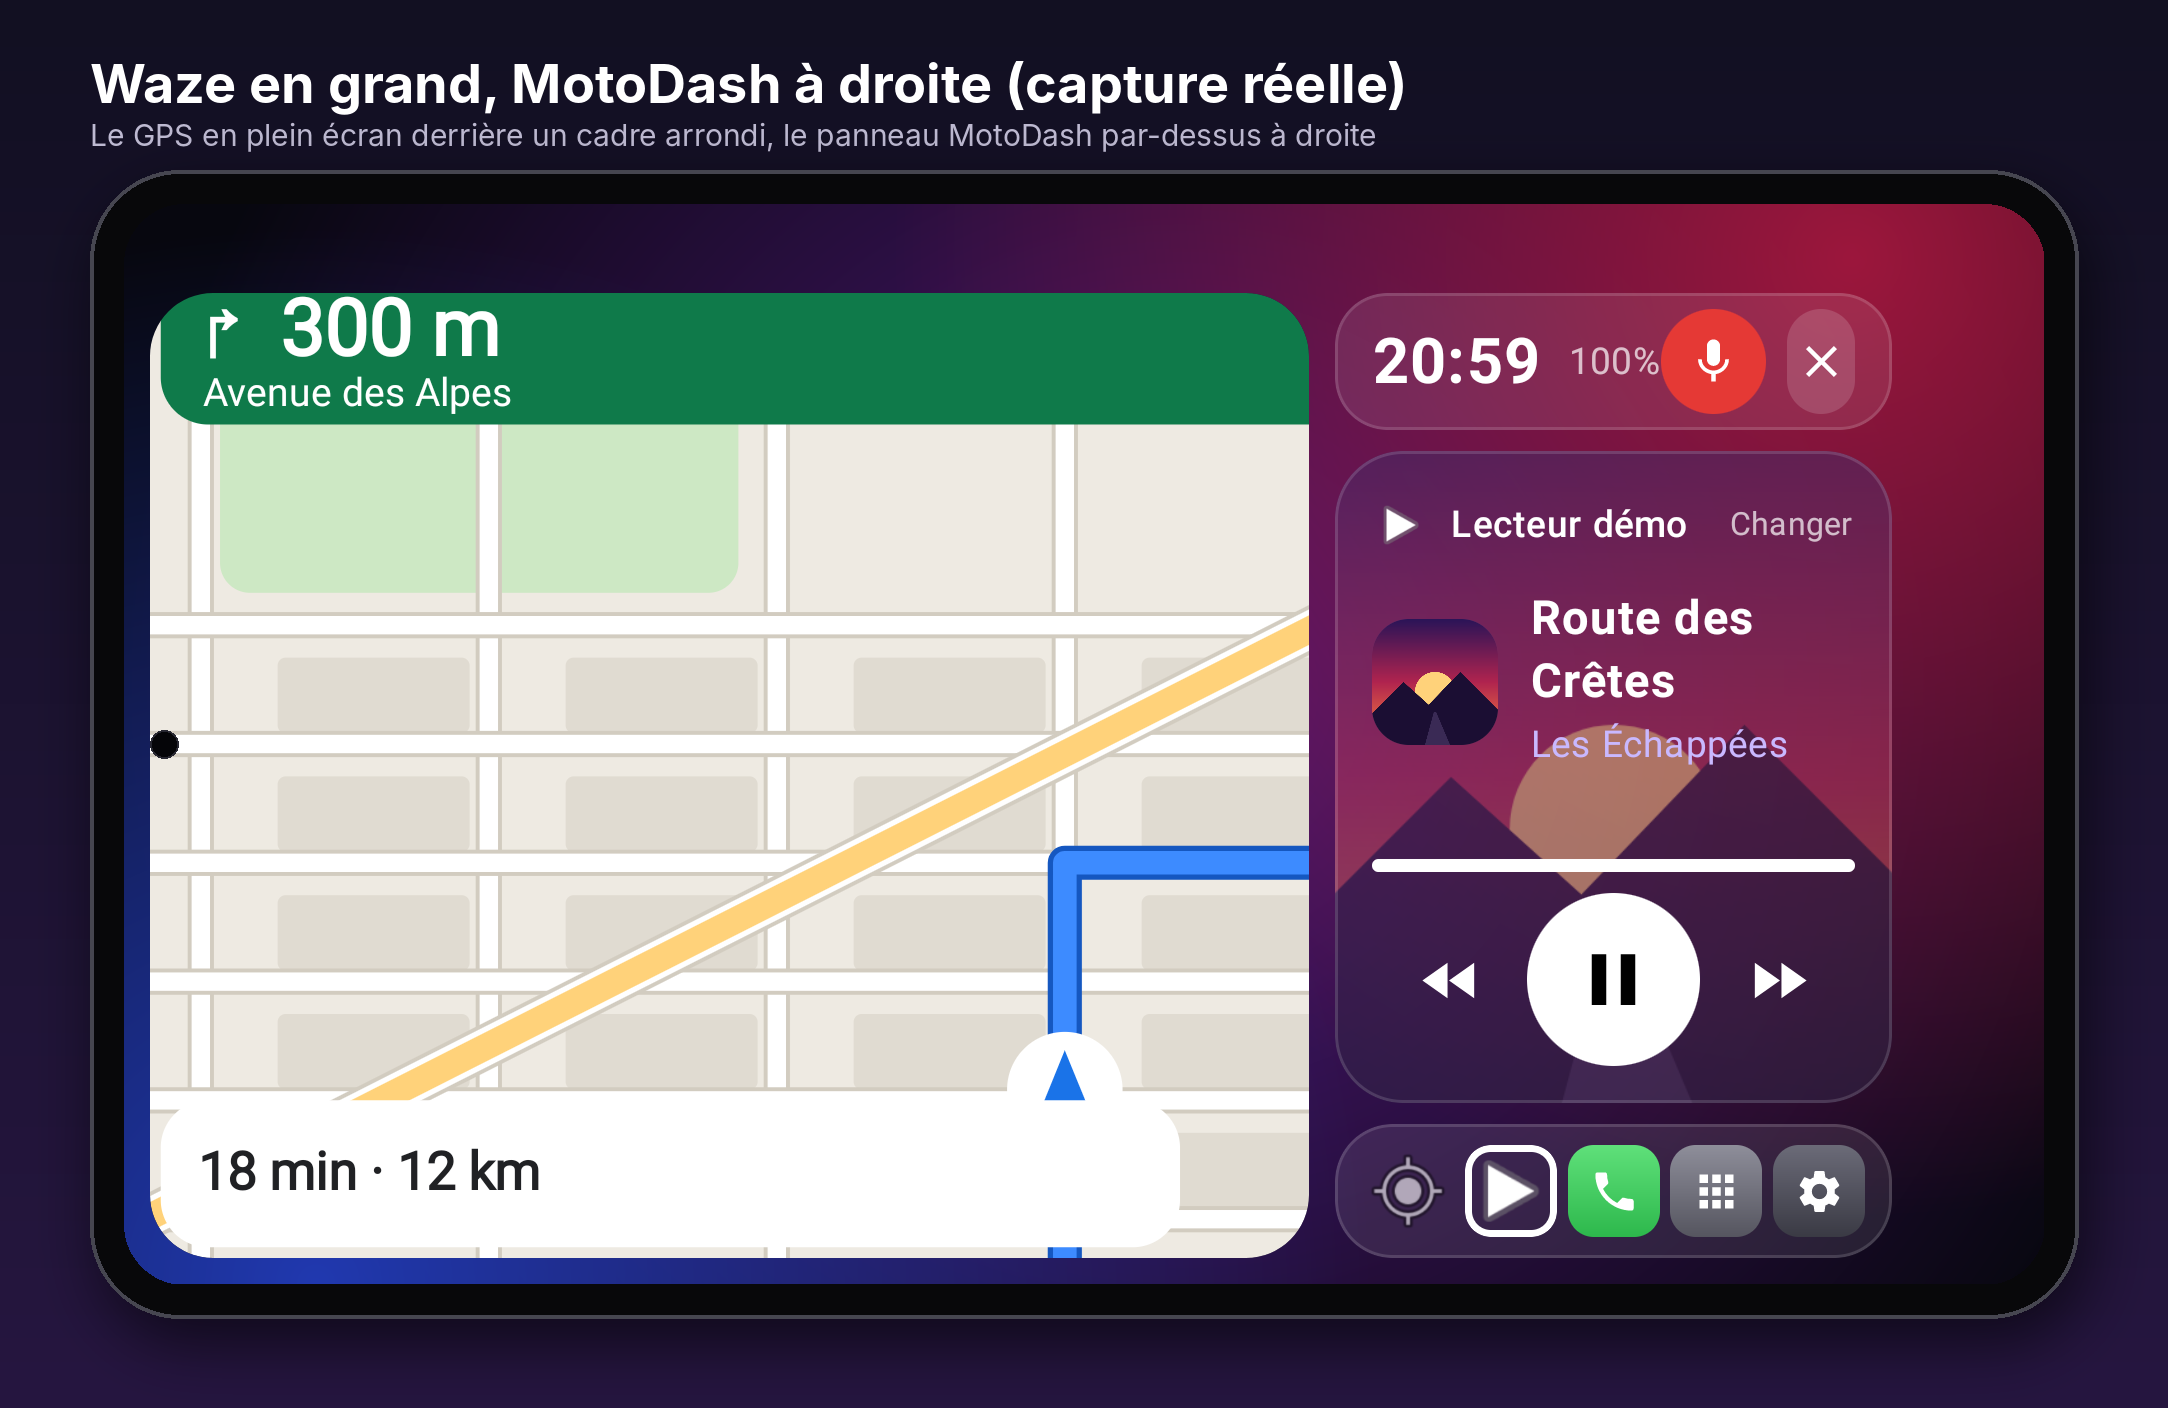 Waze en grand, MotoDash à droite (capture réelle)
Le GPS en plein écran derrière un cadre arrondi, le panneau MotoDash par-dessus à droite
300 m
Avenue des Alpes
18 min · 12 km
20:59 100%
Lecteur démo Changer
Route des
Crêtes
Les Échappées